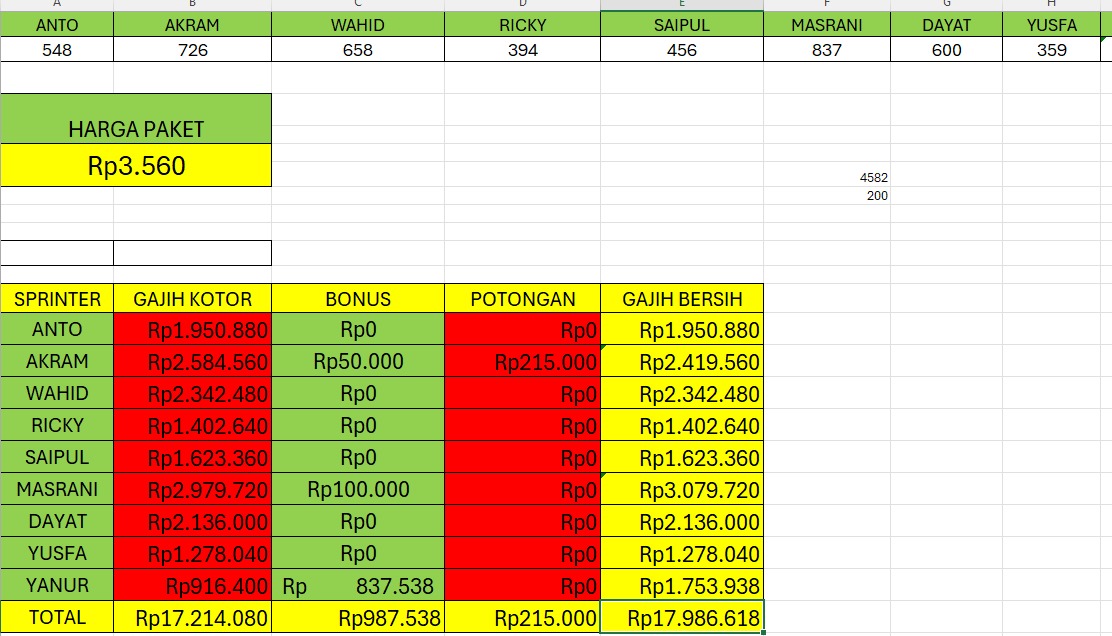 A B C D E F G H
ANTO AKRAM WAHID RICKY SAIPUL MASRANI DAYAT YUSFA
548 726 658 394 456 837 600 359
HARGA PAKET
Rp3.560
4582
200
SPRINTER GAJIH KOTOR BONUS POTONGAN GAJIH BERSIH
ANTO Rp1.950.880 Rp0 Rp0 Rp1.950.880
AKRAM Rp2.584.560 Rp50.000 Rp215.000 Rp2.419.560
WAHID Rp2.342.480 Rp0 Rp0 Rp2.342.480
RICKY Rp1.402.640 Rp0 Rp0 Rp1.402.640
SAIPUL Rp1.623.360 Rp0 Rp0 Rp1.623.360
MASRANI Rp2.979.720 Rp100.000 Rp0 Rp3.079.720
DAYAT Rp2.136.000 Rp0 Rp0 Rp2.136.000
YUSFA Rp1.278.040 Rp0 Rp0 Rp1.278.040
YANUR Rp916.400 Rp 837.538 Rp0 Rp1.753.938
TOTAL Rp17.214.080 Rp987.538 Rp215.000 Rp17.986.618